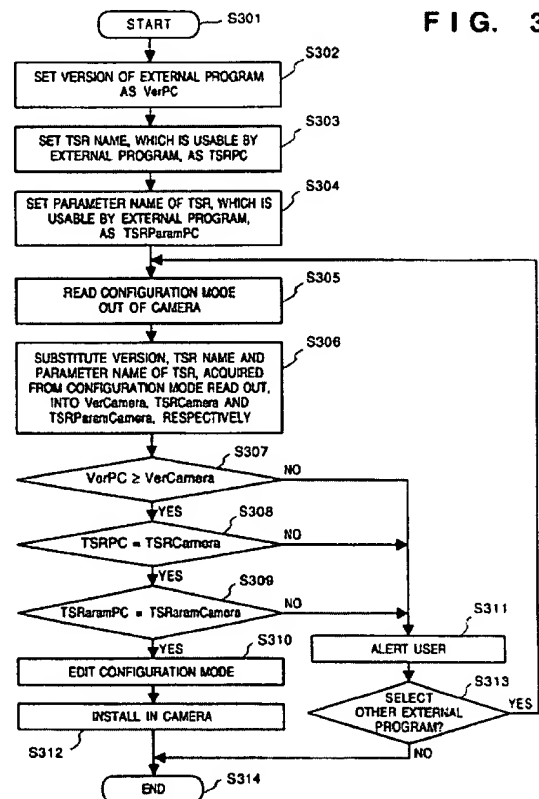 FIG. 3
START
S301
S302
SET VERSION OF EXTERNAL PROGRAM
AS VerPC
S303
SET TSR NAME, WHICH IS USABLE BY
EXTERNAL PROGRAM, AS TSRPC
S304
SET PARAMETER NAME OF TSR, WHICH IS
USABLE BY EXTERNAL PROGRAM,
AS TSRParamPC
S305
READ CONFIGURATION MODE
OUT OF CAMERA
S306
SUBSTITUTE VERSION, TSR NAME AND
PARAMETER NAME OF TSR, ACQUIRED
FROM CONFIGURATION MODE READ OUT,
INTO VerCamera, TSRCamera AND
TSRParamCamera, RESPECTIVELY
S307
VerPC ≥ VerCamera
NO
YES
S308
TSRPC = TSRCamera
NO
YES
S309
TSRaramPC = TSRaramCamera
NO
YES
S310
EDIT CONFIGURATION MODE
S311
ALERT USER
INSTALL IN CAMERA
S312
S313
SELECT
OTHER EXTERNAL
PROGRAM?
YES
NO
END
S314